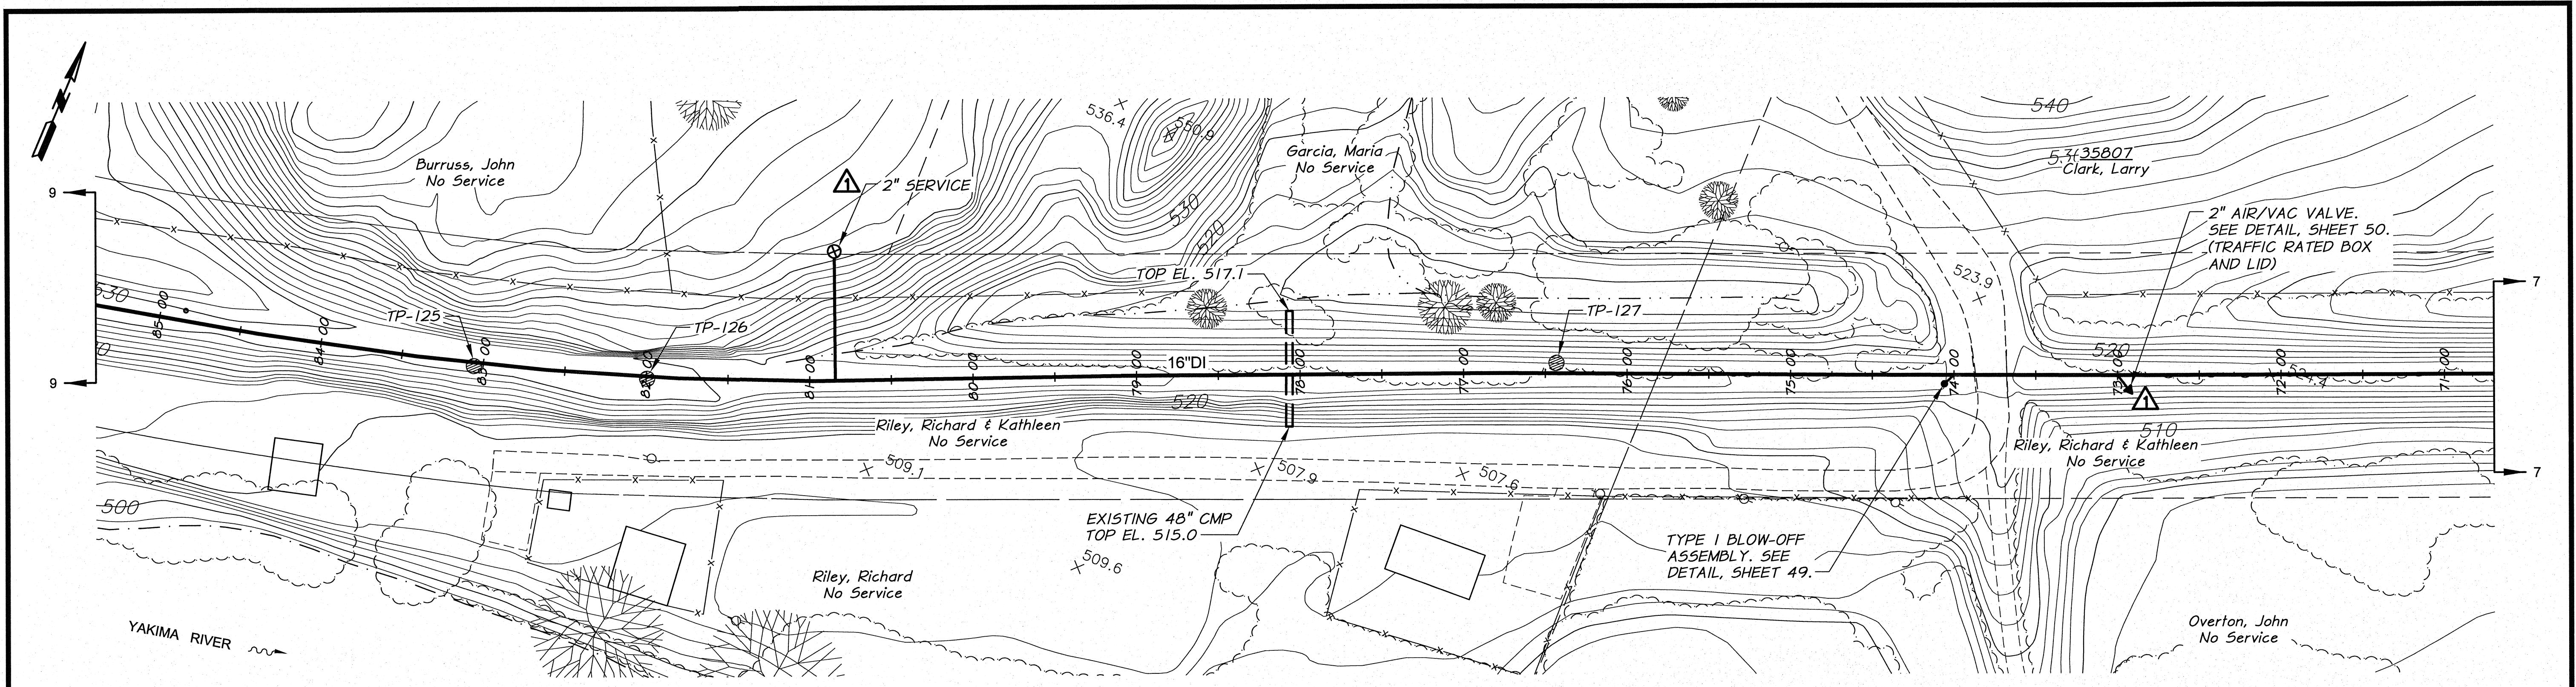 N
540
536.4
550.9
Burruss, John
No Service
Garcia, Maria
No Service
35807
Clark, Larry
1
2" SERVICE
9
530
520
2" AIR/VAC VALVE.
SEE DETAIL, SHEET 50.
(TRAFFIC RATED BOX
AND LID)
TOP EL. 517.1
523.9
7
530
85+00
84+00
TP-125
83+00
TP-126
82+00
81+00
80+00
79+00
16"DI
78+00
77+00
TP-127
76+00
75+00
74+00
520
73+00
72+00
524.4
71+00
9
1
520
510
Riley, Richard & Kathleen
No Service
Riley, Richard & Kathleen
No Service
509.1
507.9
507.6
7
500
EXISTING 48" CMP
TOP EL. 515.0
TYPE 1 BLOW-OFF
ASSEMBLY. SEE
DETAIL, SHEET 49.
509.6
Riley, Richard
No Service
YAKIMA RIVER
Overton, John
No Service